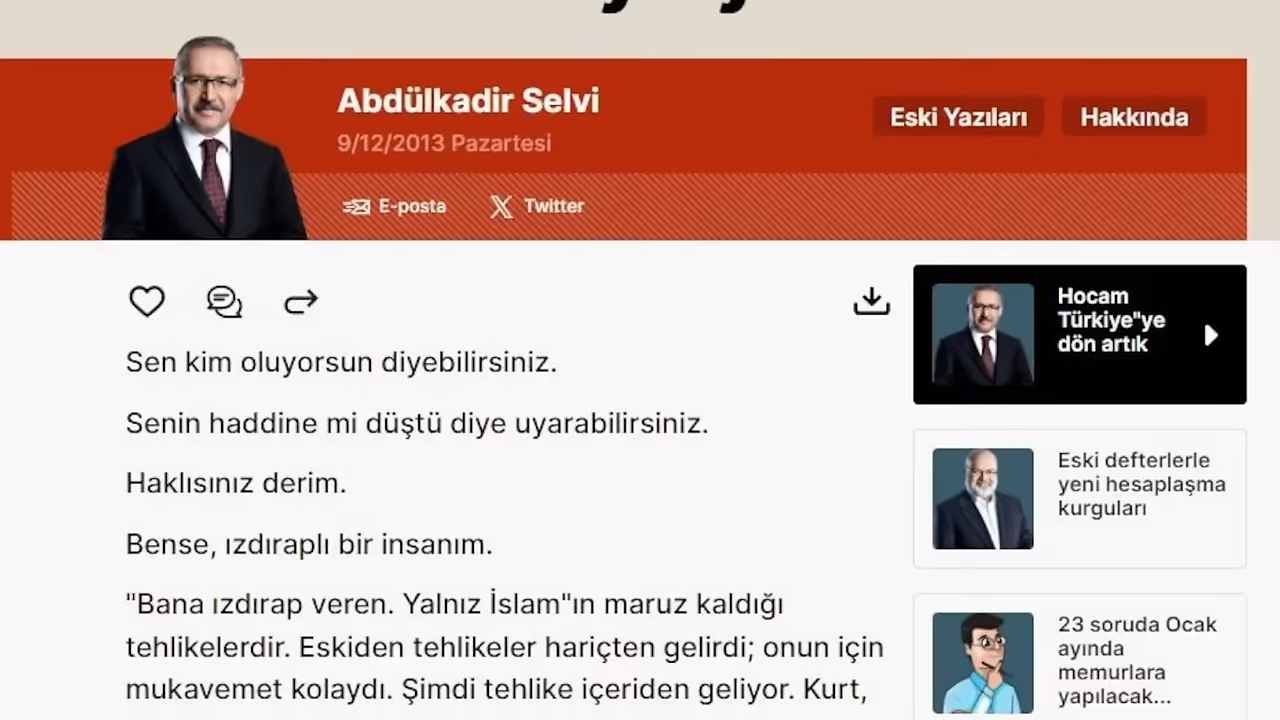 Abdülkadir Selvi
9/12/2013 Pazartesi
Eski Yazıları
Hakkında
E-posta
Twitter
Sen kim oluyorsun diyebilirsiniz.
Senin haddine mi düştü diye uyarabilirsiniz.
Haklısınız derim.
Bense, ızdıraplı bir insanım.
"Bana ızdırap veren. Yalnız İslam"ın maruz kaldığı
tehlikelerdir. Eskiden tehlikeler hariçten gelirdi; onun için
mukavemet kolaydı. Şimdi tehlike içeriden geliyor. Kurt,
Hocam
Türkiye"ye
dön artık
Eski defterlerle
yeni hesaplaşma
kurguları
23 soruda Ocak
ayında
memurlara
yapılacak...